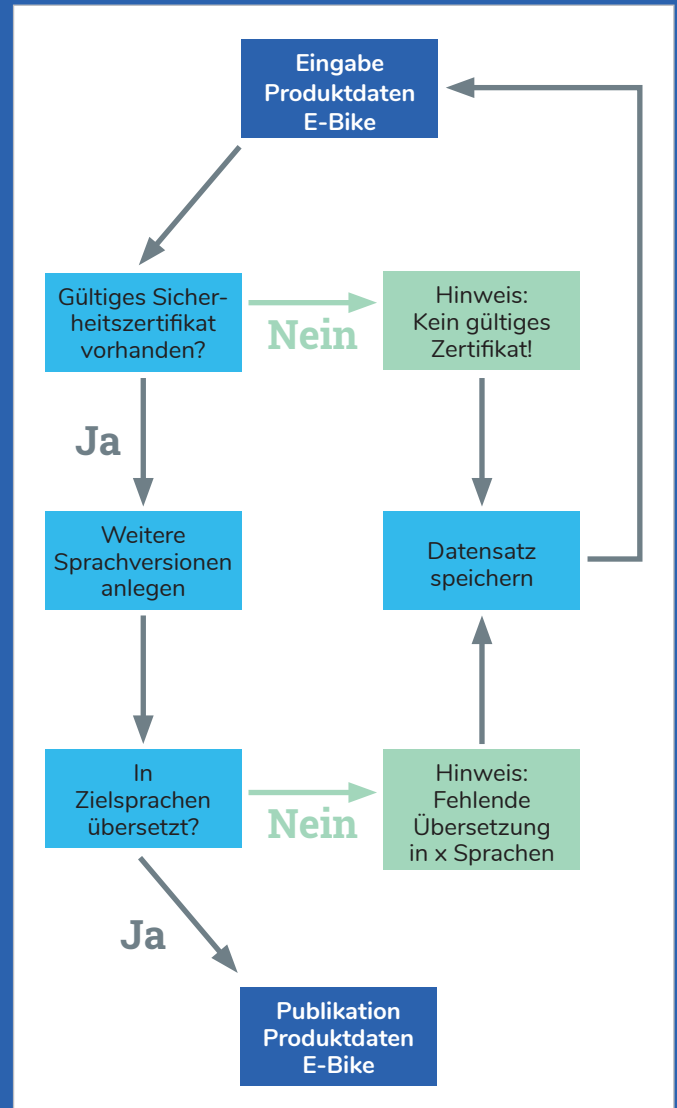 Eingabe
Produktdaten
E-Bike
Gültiges Sicher-
heitszertifikat
vorhanden?
Nein
Hinweis:
Kein gültiges
Zertifikat!
Ja
Weitere
Sprachversionen
anlegen
Datensatz
speichern
In
Zielsprachen
übersetzt?
Nein
Hinweis:
Fehlende
Übersetzung
in x Sprachen
Ja
Publikation
Produktdaten
E-Bike